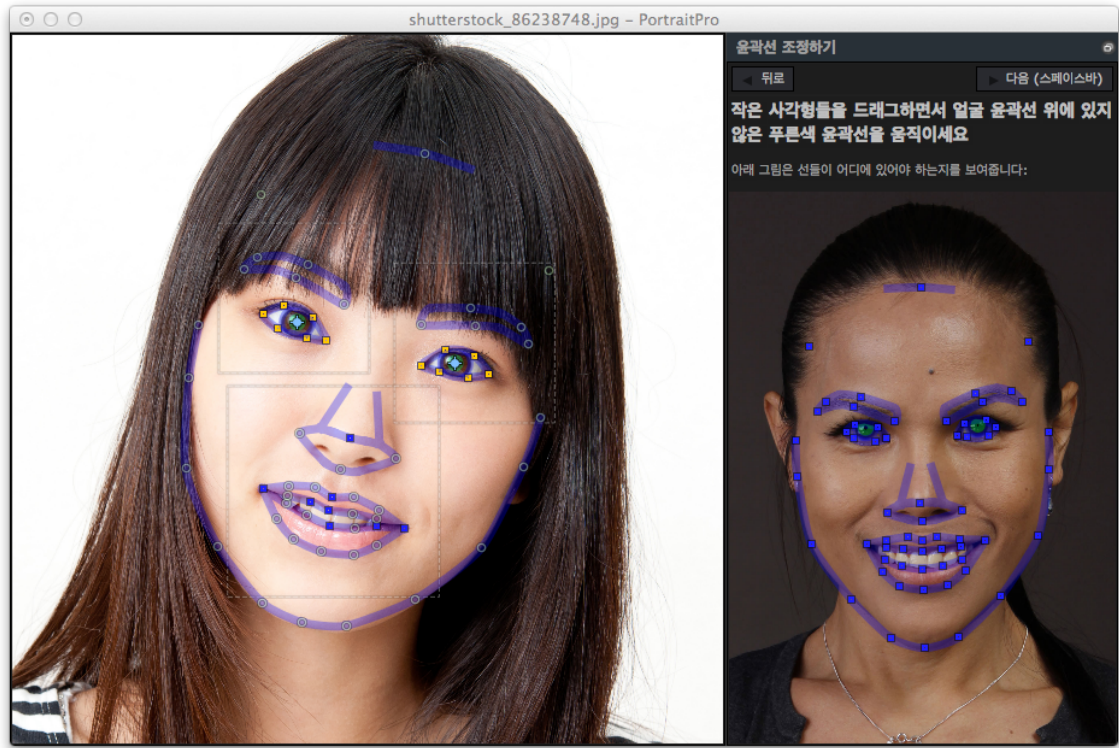 shutterstock_86238748.jpg – PortraitPro
윤곽선 조정하기
뒤로
다음 (스페이스바)
작은 사각형들을 드래그하면서 얼굴 윤곽선 위에 있지
않은 푸른색 윤곽선을 움직이세요
아래 그림은 선들이 어디에 있어야 하는지를 보여줍니다: